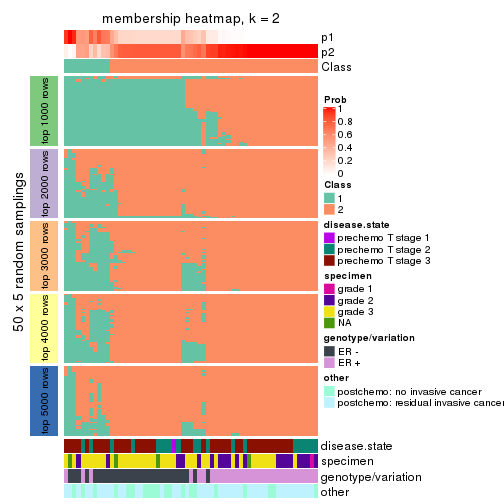 membership heatmap, k = 2
p1
p2
Class
50 x 5 random samplings
top 1000 rows
top 2000 rows
top 3000 rows
top 4000 rows
top 5000 rows
Prob
1
0.8
0.6
0.4
0.2
0
Class
1
2
disease.state
prechemo T stage 1
prechemo T stage 2
prechemo T stage 3
specimen
grade 1
grade 2
grade 3
NA
genotype/variation
ER -
ER +
other
postchemo: no invasive cancer
postchemo: residual invasive cancer
disease.state
specimen
genotype/variation
other